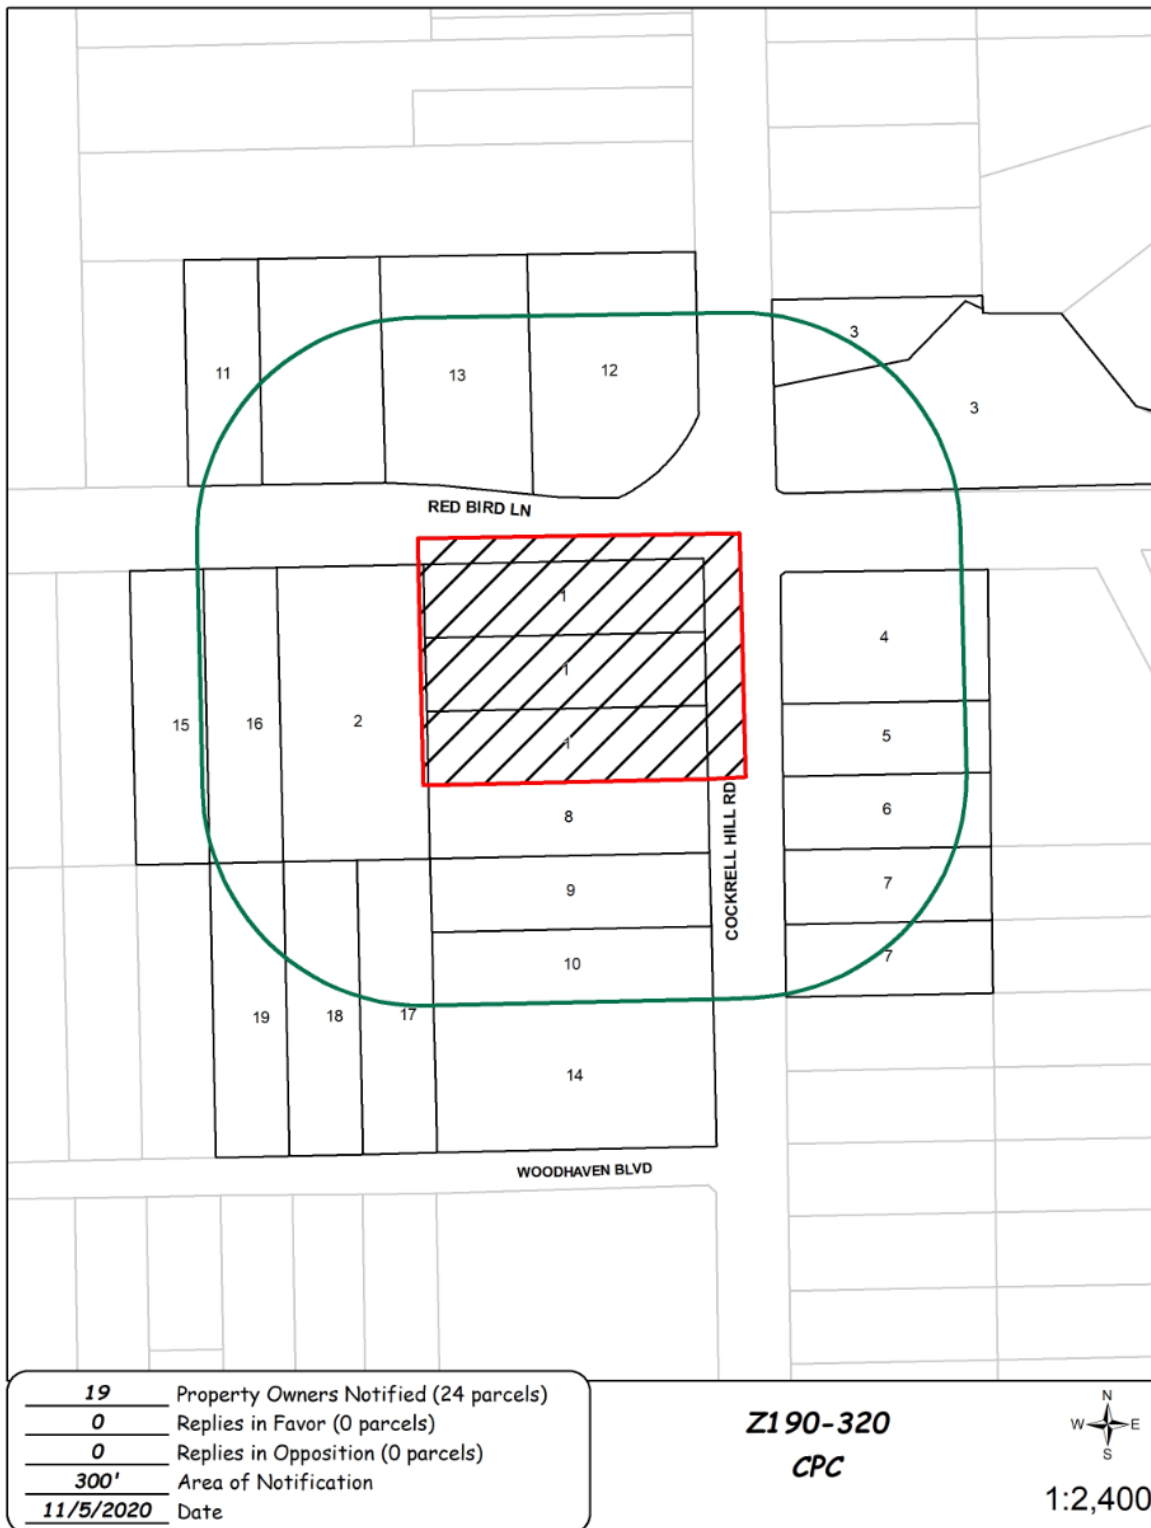 3
11
13
12
3
RED BIRD LN
1
4
1
15
16
2
5
1
8
6
COCKRELL HILL RD
9
7
10
7
19
18
17
14
WOODHAVEN BLVD
19 Property Owners Notified (24 parcels)
0 Replies in Favor (0 parcels)
0 Replies in Opposition (0 parcels)
300' Area of Notification
11/5/2020 Date
Z190-320
CPC
N
W E
S
1:2,400